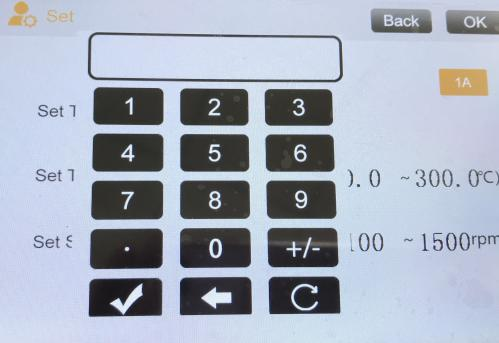 Set
Back
OK
1A
Set T
1 2 3
4 5 6
Set T
.0 ~300.0℃)
7 8 9
Set S
. 0 +/-
100 ~1500rpm